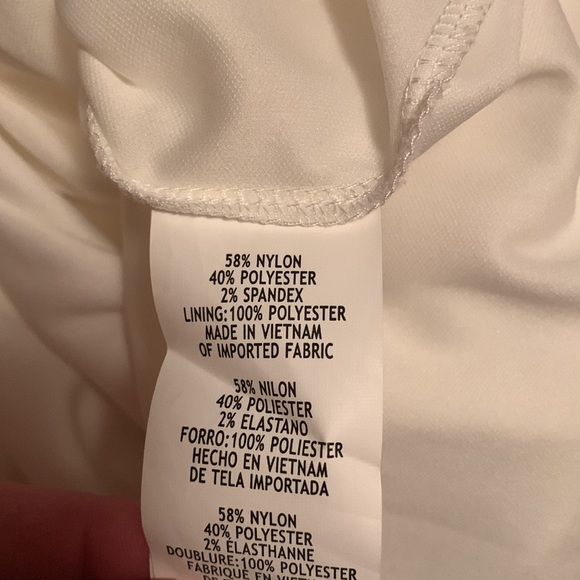 58% NYLON
40% POLYESTER
2% SPANDEX
LINING:100% POLYESTER
MADE IN VIETNAM
OF IMPORTED FABRIC
58% NILON
40% POLIESTER
2% ELASTANO
FORRO:100% POLIESTER
HECHO EN VIETNAM
DE TELA IMPORTADA
58% NYLON
40% POLYESTER
2% ÉLASTHANNE
DOUBLURE:100% POLYESTER
FABRIQUÉ EN VIET